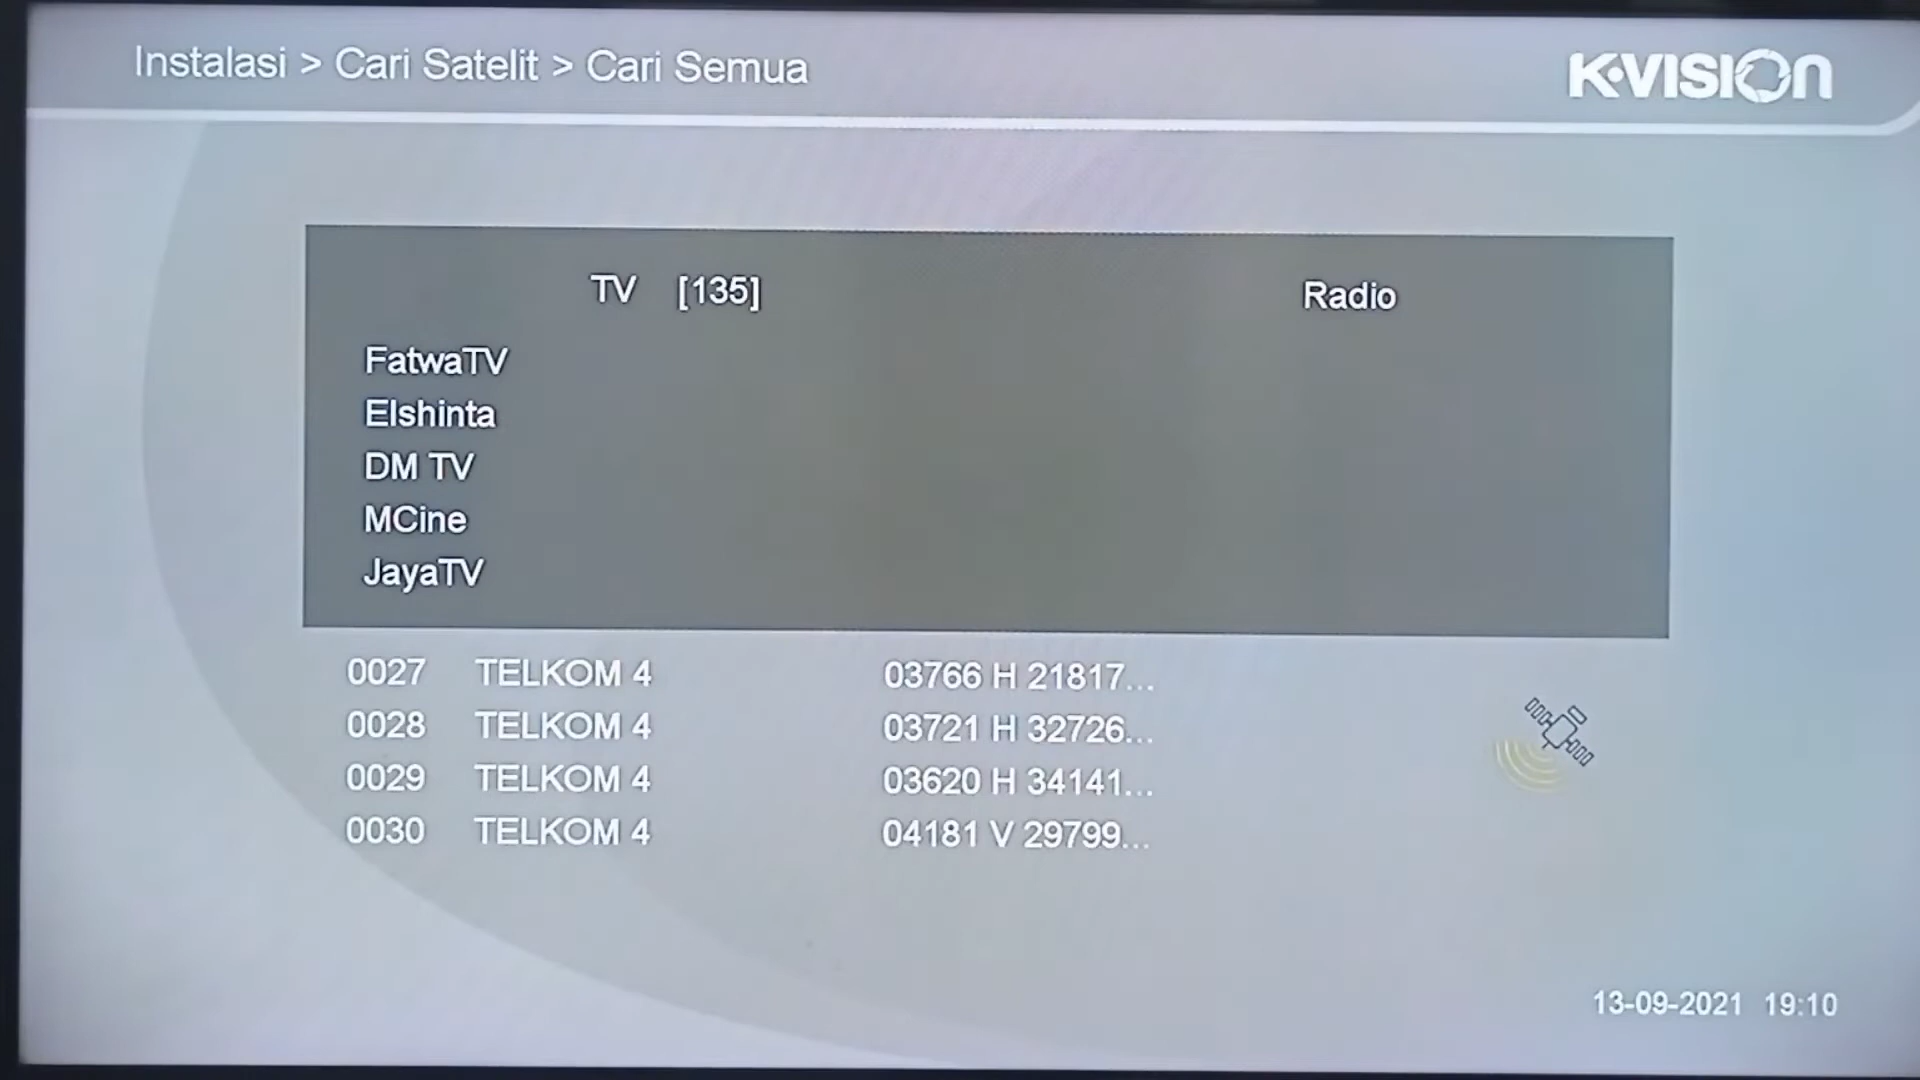 Instalasi > Cari Satelit > Cari Semua
K-VISION
TV [135] Radio
FatwaTV
Elshinta
DM TV
MCine
JayaTV
0027 TELKOM 4 03766 H 21817...
0028 TELKOM 4 03721 H 32726...
0029 TELKOM 4 03620 H 34141...
0030 TELKOM 4 04181 V 29799...
13-09-2021 19:10